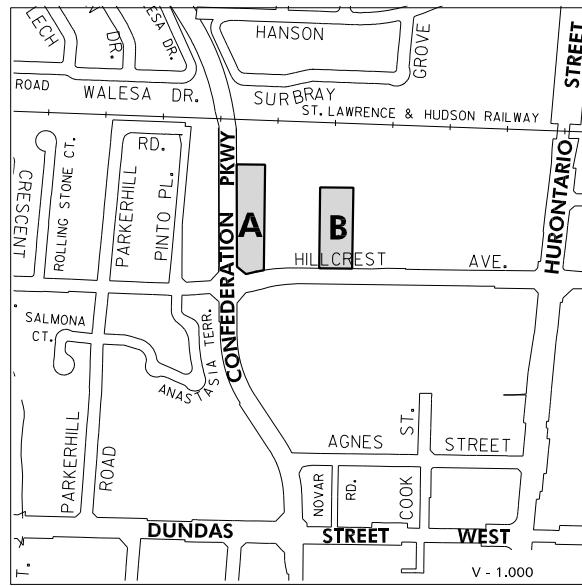 LECH
DR.
ESA DR.
HANSON
GROVE
STREET
ROAD
WALESA DR.
SURBRAY
ST. LAWRENCE & HUDSON RAILWAY
CRESCENT
ROLLING STONE CT.
PARKERHILL
RD.
PINTO PL.
CONFEDERATION PKWY
A
B
HURONTARIO
HILLCREST AVE.
SALMONA
CT.
ANASTASIA TERR.
PARKERHILL
ROAD
AGNES STREET
NOVAR
RD.
COOK
ST.
DUNDAS STREET WEST
T.
V - 1.000